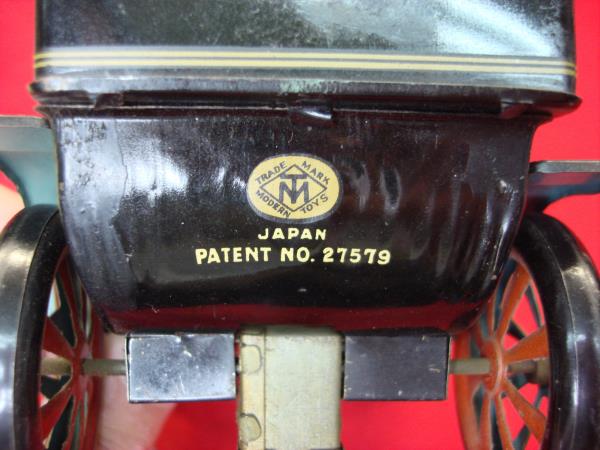 TRADE MARK
TM
MODERN TOYS
JAPAN
PATENT NO. 27579